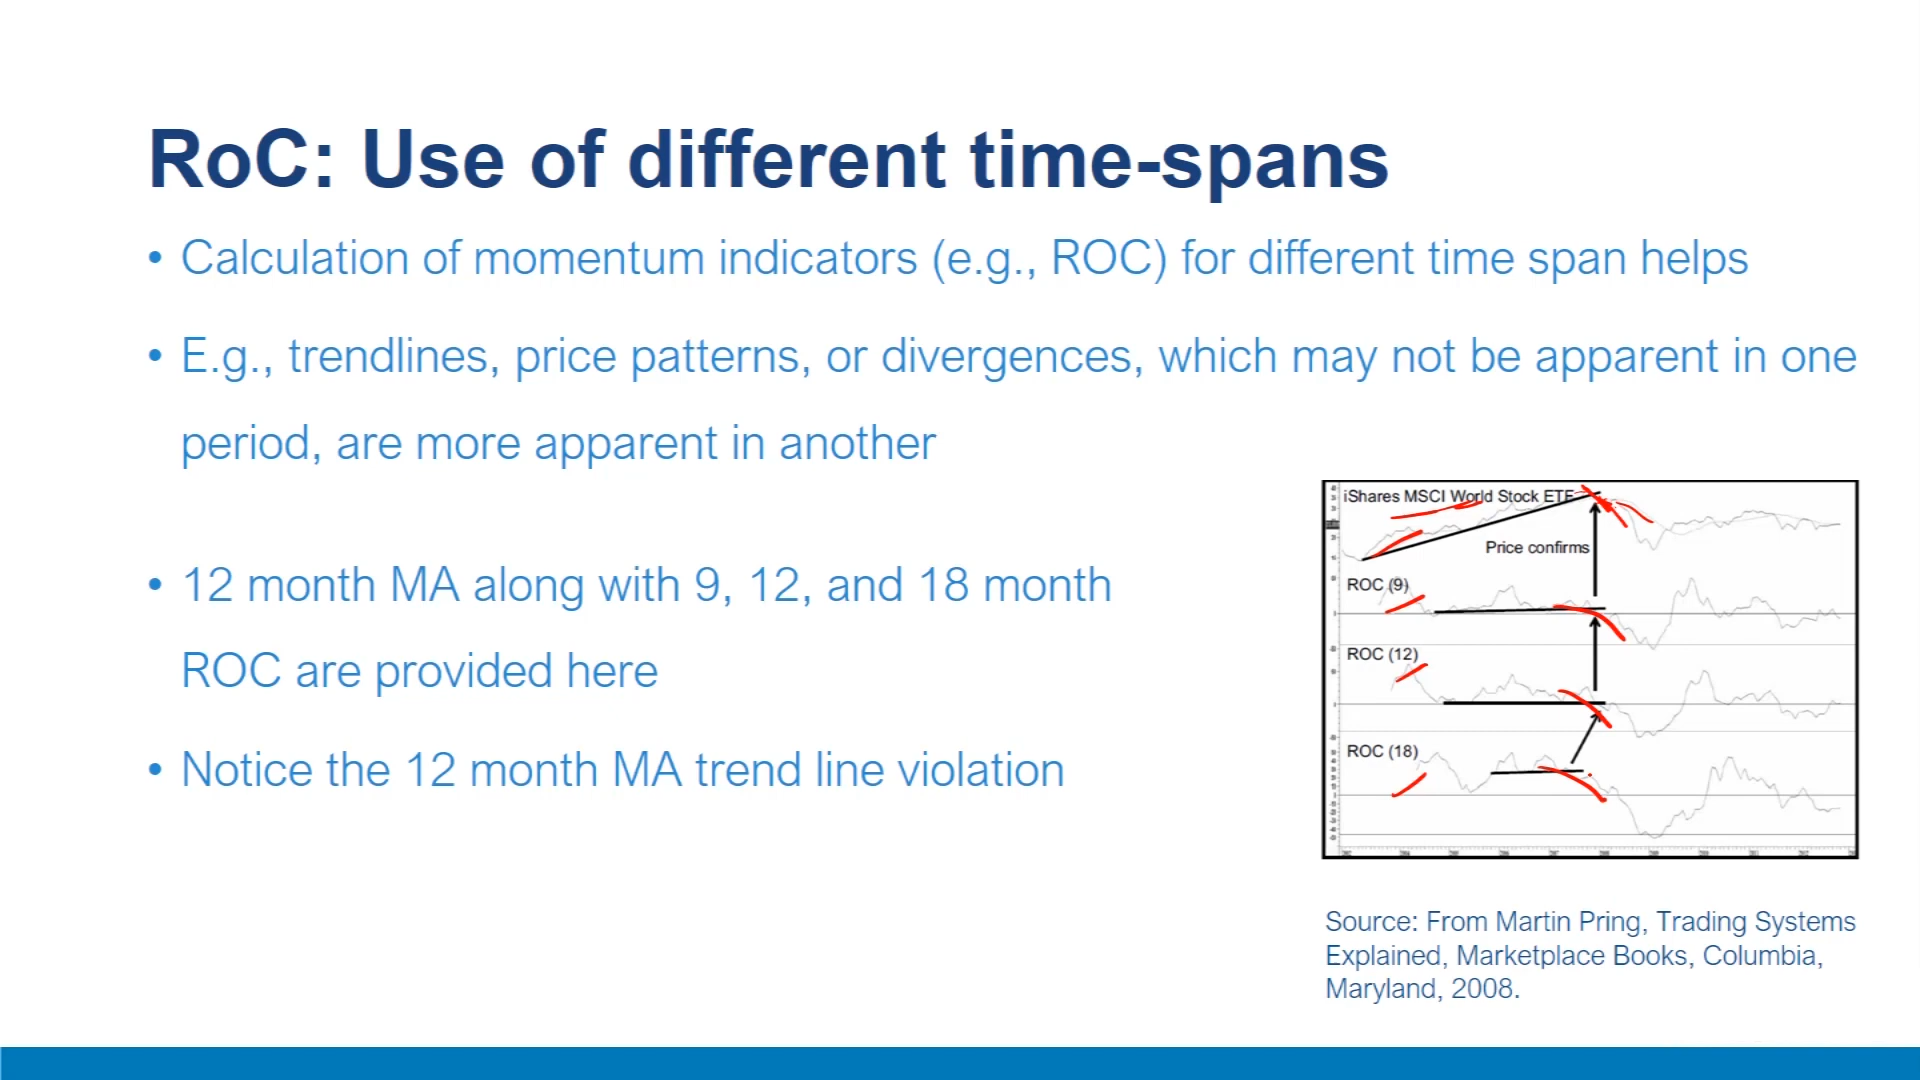 RoC: Use of different time-spans
• Calculation of momentum indicators (e.g., ROC) for different time span helps
• E.g., trendlines, price patterns, or divergences, which may not be apparent in one
period, are more apparent in another
• 12 month MA along with 9, 12, and 18 month
ROC are provided here
• Notice the 12 month MA trend line violation
iShares MSCI World Stock ETF
Price confirms
ROC (9)
ROC (12)
ROC (18)
Source: From Martin Pring, Trading Systems
Explained, Marketplace Books, Columbia,
Maryland, 2008.